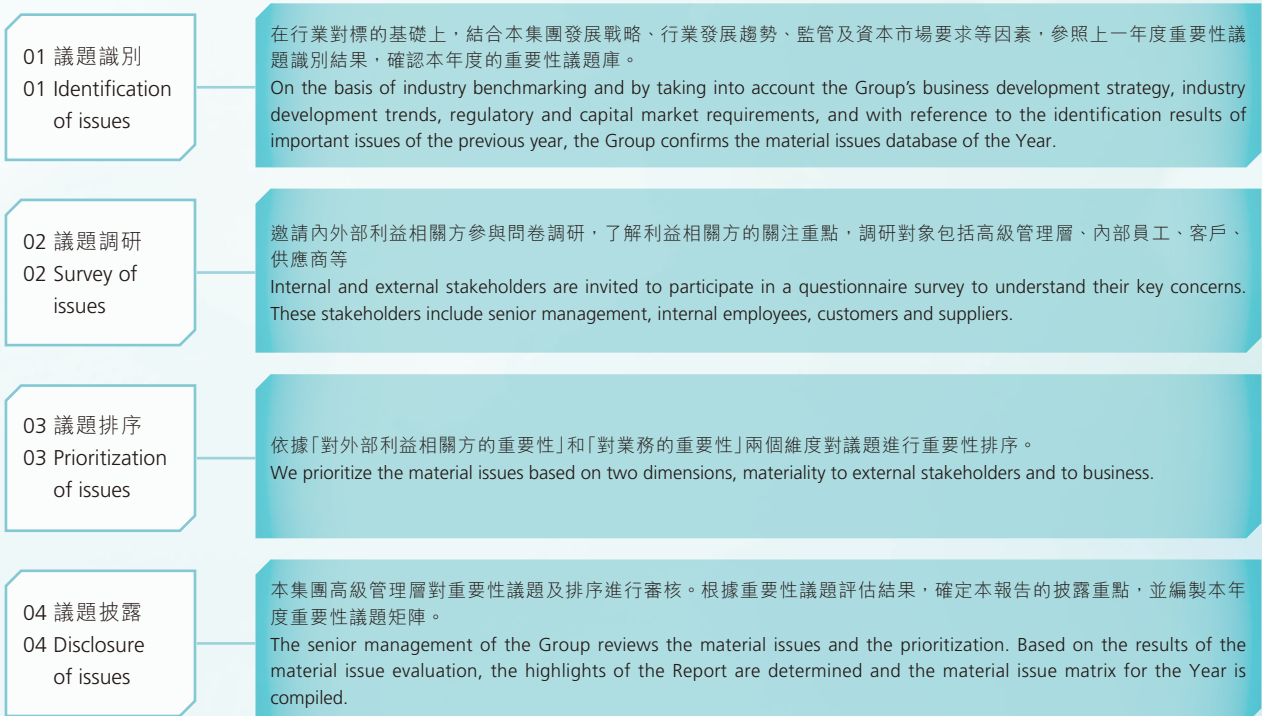 01 議題識別
01 Identification
of issues
在行業對標的基礎上，結合本集團發展戰略、行業發展趨勢、監管及資本市場要求等因素，參照上一年度重要性議
題識別結果，確認本年度的重要性議題庫。
On the basis of industry benchmarking and by taking into account the Group's business development strategy, industry
development trends, regulatory and capital market requirements, and with reference to the identification results of
important issues of the previous year, the Group confirms the material issues database of the Year.
02 議題調研
02 Survey of
issues
邀請內外部利益相關方參與問卷調研，了解利益相關方的關注重點，調研對象包括高級管理層、內部員工、客戶、
供應商等
Internal and external stakeholders are invited to participate in a questionnaire survey to understand their key concerns.
These stakeholders include senior management, internal employees, customers and suppliers.
03 議題排序
03 Prioritization
of issues
依據「對外部利益相關方的重要性」和「對業務的重要性」兩個維度對議題進行重要性排序。
We prioritize the material issues based on two dimensions, materiality to external stakeholders and to business.
04 議題披露
04 Disclosure
of issues
本集團高級管理層對重要性議題及排序進行審核。根據重要性議題評估結果，確定本報告的披露重點，並編製本年
度重要性議題矩陣。
The senior management of the Group reviews the material issues and the prioritization. Based on the results of the
material issue evaluation, the highlights of the Report are determined and the material issue matrix for the Year is
compiled.